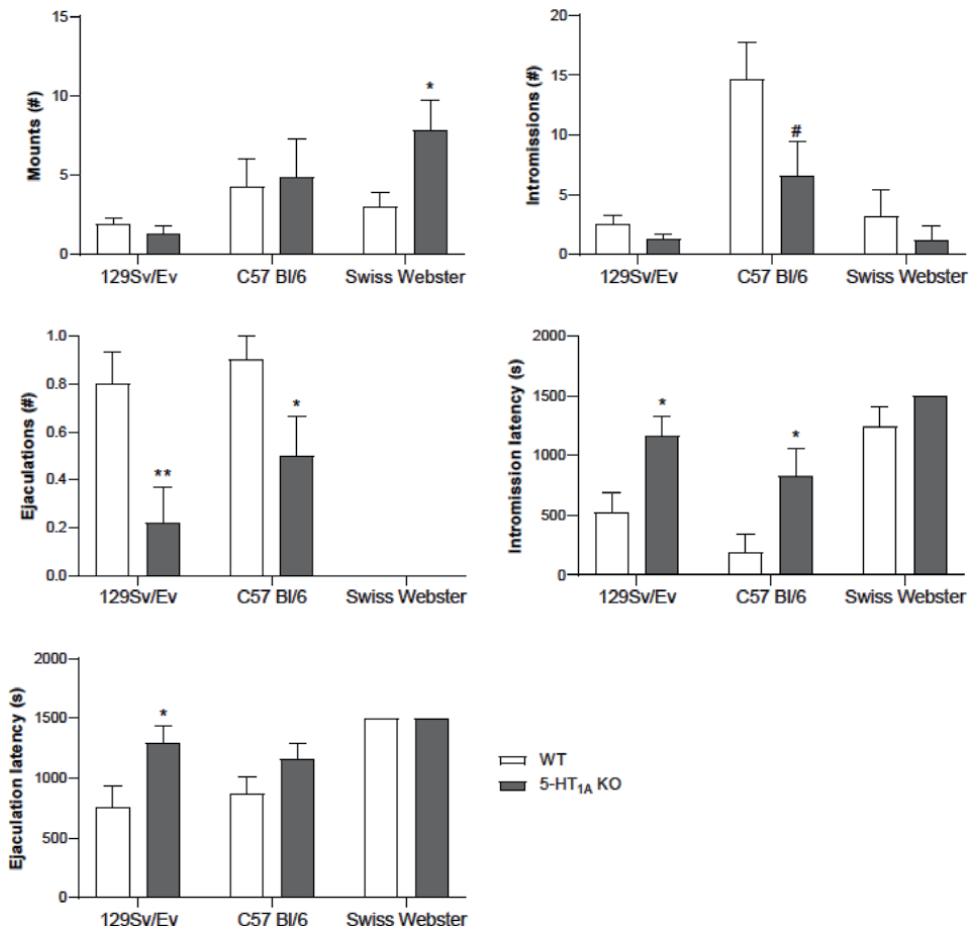 Mounts (#)
15
10
5
0
*
129Sv/Ev C57 Bl/6 Swiss Webster
Intromissions (#)
20
15
10
5
0
#
129Sv/Ev C57 Bl/6 Swiss Webster
Ejaculations (#)
1.0
0.8
0.6
0.4
0.2
0.0
**
*
129Sv/Ev C57 Bl/6 Swiss Webster
Intromission latency (s)
2000
1500
1000
500
0
*
*
129Sv/Ev C57 Bl/6 Swiss Webster
Ejaculation latency (s)
2000
1500
1000
500
0
*
129Sv/Ev C57 Bl/6 Swiss Webster
WT
5-HT1A KO